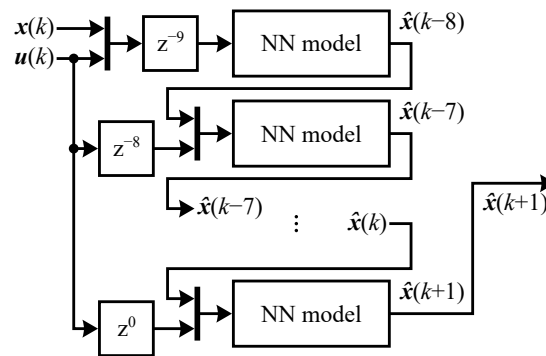 x(k)
u(k)
z⁻⁹
NN model
x̂(k−8)
z⁻⁸
NN model
x̂(k−7)
x̂(k−7)
⋮
x̂(k)
x̂(k+1)
z⁰
NN model
x̂(k+1)